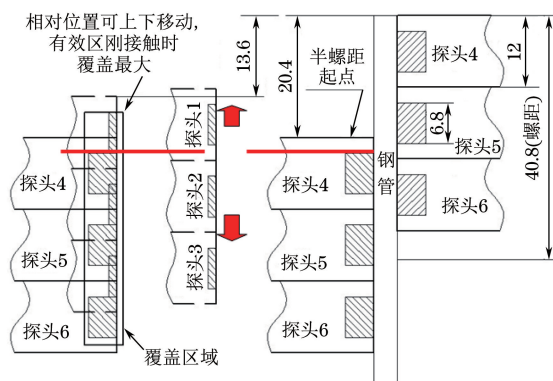 相对位置可上下移动,
有效区刚接触时
覆盖最大
13.6
20.4
半螺距
起点
12
6.8
40.8(螺距)
探头1
探头2
探头3
探头4
探头5
探头6
覆盖区域
探头4
探头5
探头6
钢管
探头4
探头5
探头6